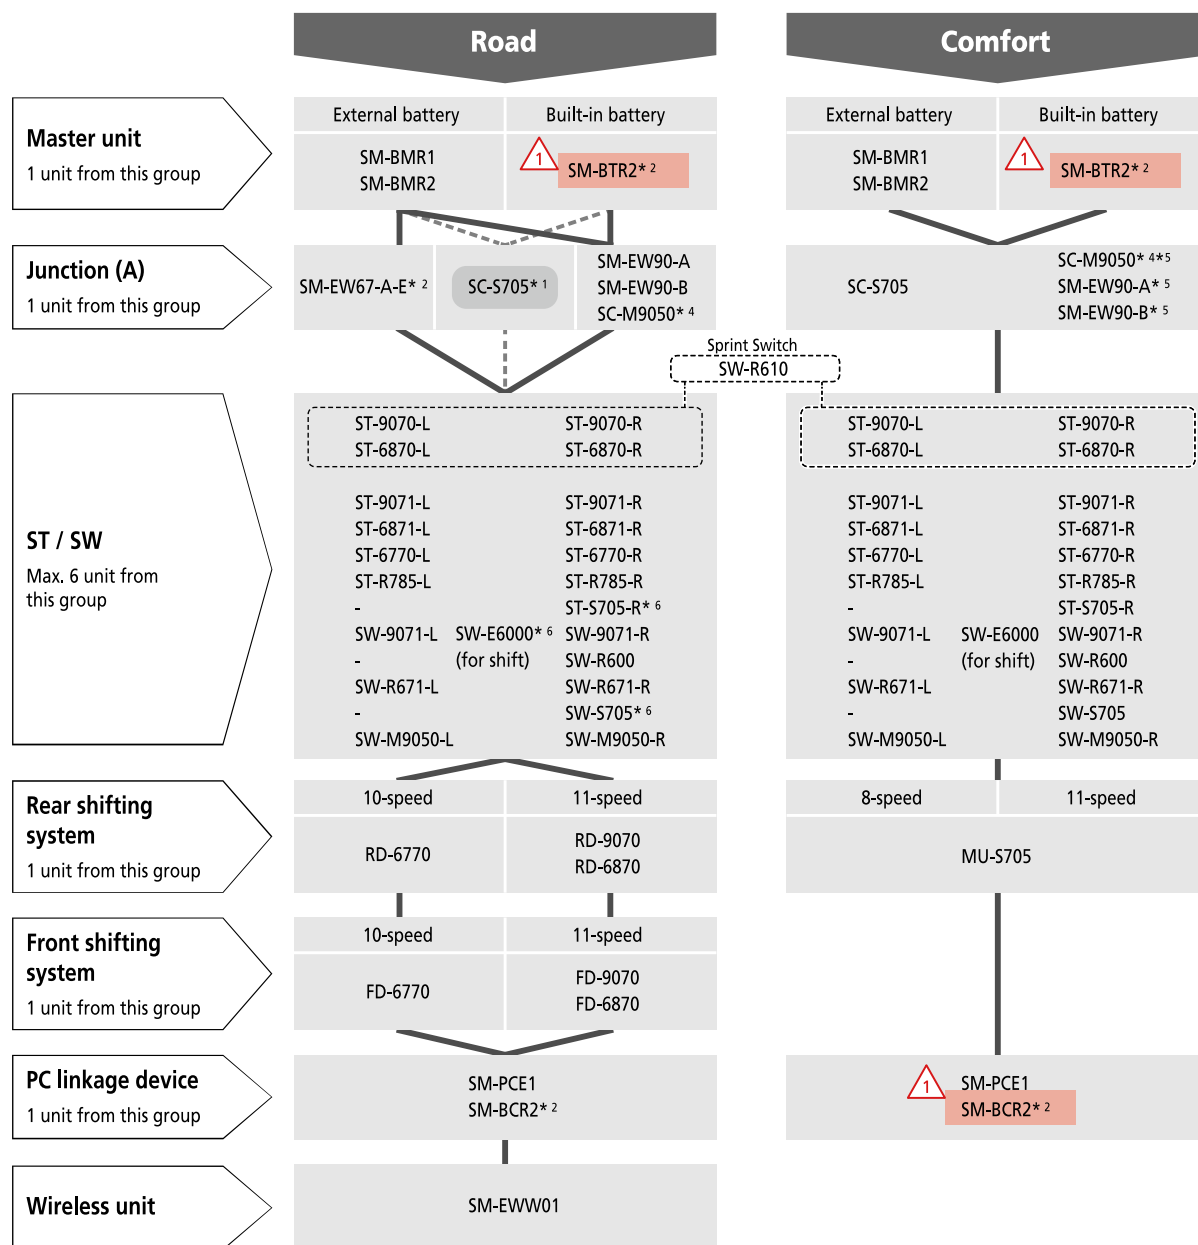 Road
Comfort
Master unit
1 unit from this group
External battery
Built-in battery
SM-BMR1
SM-BMR2
1
SM-BTR2* 2
External battery
Built-in battery
SM-BMR1
SM-BMR2
1
SM-BTR2* 2
Junction (A)
1 unit from this group
SM-EW67-A-E* 2
SC-S705* 1
SM-EW90-A
SM-EW90-B
SC-M9050* 4
SC-S705
SC-M9050* 4* 5
SM-EW90-A* 5
SM-EW90-B* 5
Sprint Switch
SW-R610
ST / SW
Max. 6 unit from
this group
ST-9070-L ST-9070-R
ST-6870-L ST-6870-R
ST-9071-L ST-9071-R
ST-6871-L ST-6871-R
ST-6770-L ST-6770-R
ST-R785-L ST-R785-R
- ST-S705-R* 6
SW-9071-L SW-E6000* 6 SW-9071-R
- (for shift) SW-R600
SW-R671-L SW-R671-R
- SW-S705* 6
SW-M9050-L SW-M9050-R
ST-9070-L ST-9070-R
ST-6870-L ST-6870-R
ST-9071-L ST-9071-R
ST-6871-L ST-6871-R
ST-6770-L ST-6770-R
ST-R785-L ST-R785-R
- ST-S705-R
SW-9071-L SW-E6000 SW-9071-R
- (for shift) SW-R600
SW-R671-L SW-R671-R
- SW-S705
SW-M9050-L SW-M9050-R
Rear shifting
system
1 unit from this group
10-speed
11-speed
RD-6770
RD-9070
RD-6870
8-speed
11-speed
MU-S705
Front shifting
system
1 unit from this group
10-speed
11-speed
FD-6770
FD-9070
FD-6870
PC linkage device
1 unit from this group
SM-PCE1
SM-BCR2* 2
1
SM-PCE1
SM-BCR2* 2
Wireless unit
SM-EWW01